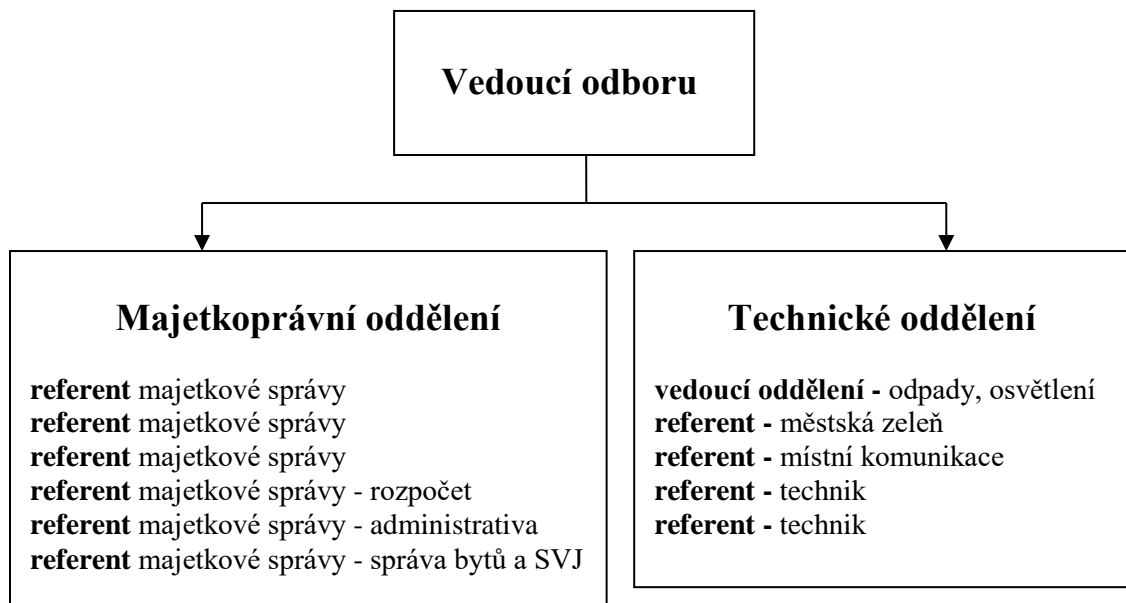 Vedoucí odboru
Majetkoprávní oddělení
referent majetkové správy
referent majetkové správy
referent majetkové správy
referent majetkové správy - rozpočet
referent majetkové správy - administrativa
referent majetkové správy - správa bytů a SVJ
Technické oddělení
vedoucí oddělení - odpady, osvětlení
referent - městská zeleň
referent - místní komunikace
referent - technik
referent - technik